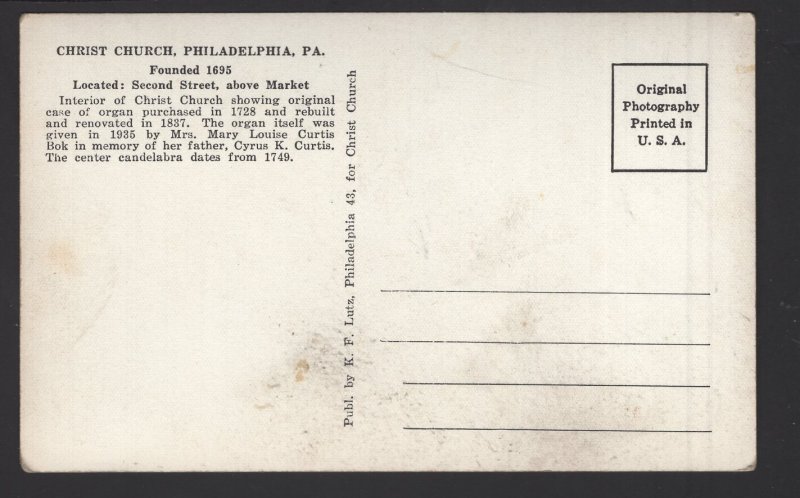 CHRIST CHURCH, PHILADELPHIA, PA.
Founded 1695
Located: Second Street, above Market
Interior of Christ Church showing original
case of organ purchased in 1728 and rebuilt
and renovated in 1837. The organ itself was
given in 1935 by Mrs. Mary Louise Curtis
Bok in memory of her father, Cyrus K. Curtis.
The center candelabra dates from 1749.
Publ. by K. F. Lutz, Philadelphia 43, for Christ Church
Original
Photography
Printed in
U. S. A.